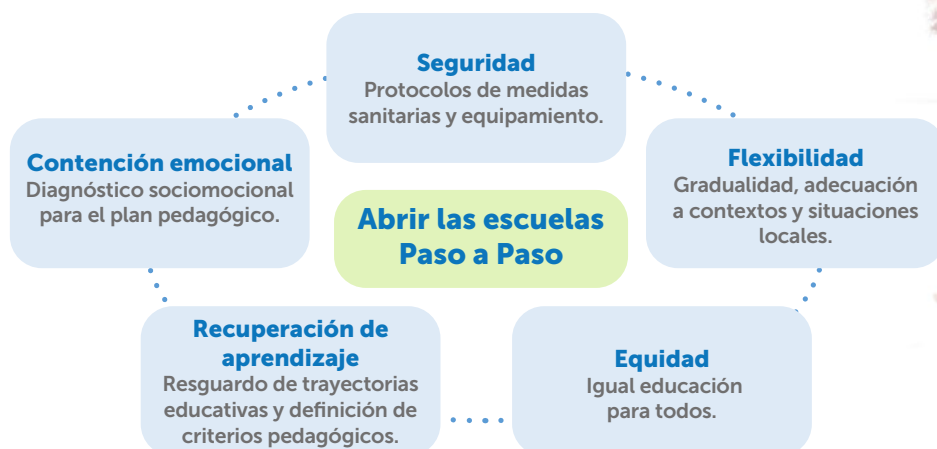 Seguridad
Protocolos de medidas
sanitarias y equipamiento.
Contención emocional
Diagnóstico sociomocional
para el plan pedagógico.
Flexibilidad
Gradualidad, adecuación
a contextos y situaciones
locales.
Abrir las escuelas
Paso a Paso
Recuperación de
aprendizaje
Resguardo de trayectorias
educativas y definición de
criterios pedagógicos.
Equidad
Igual educación
para todos.